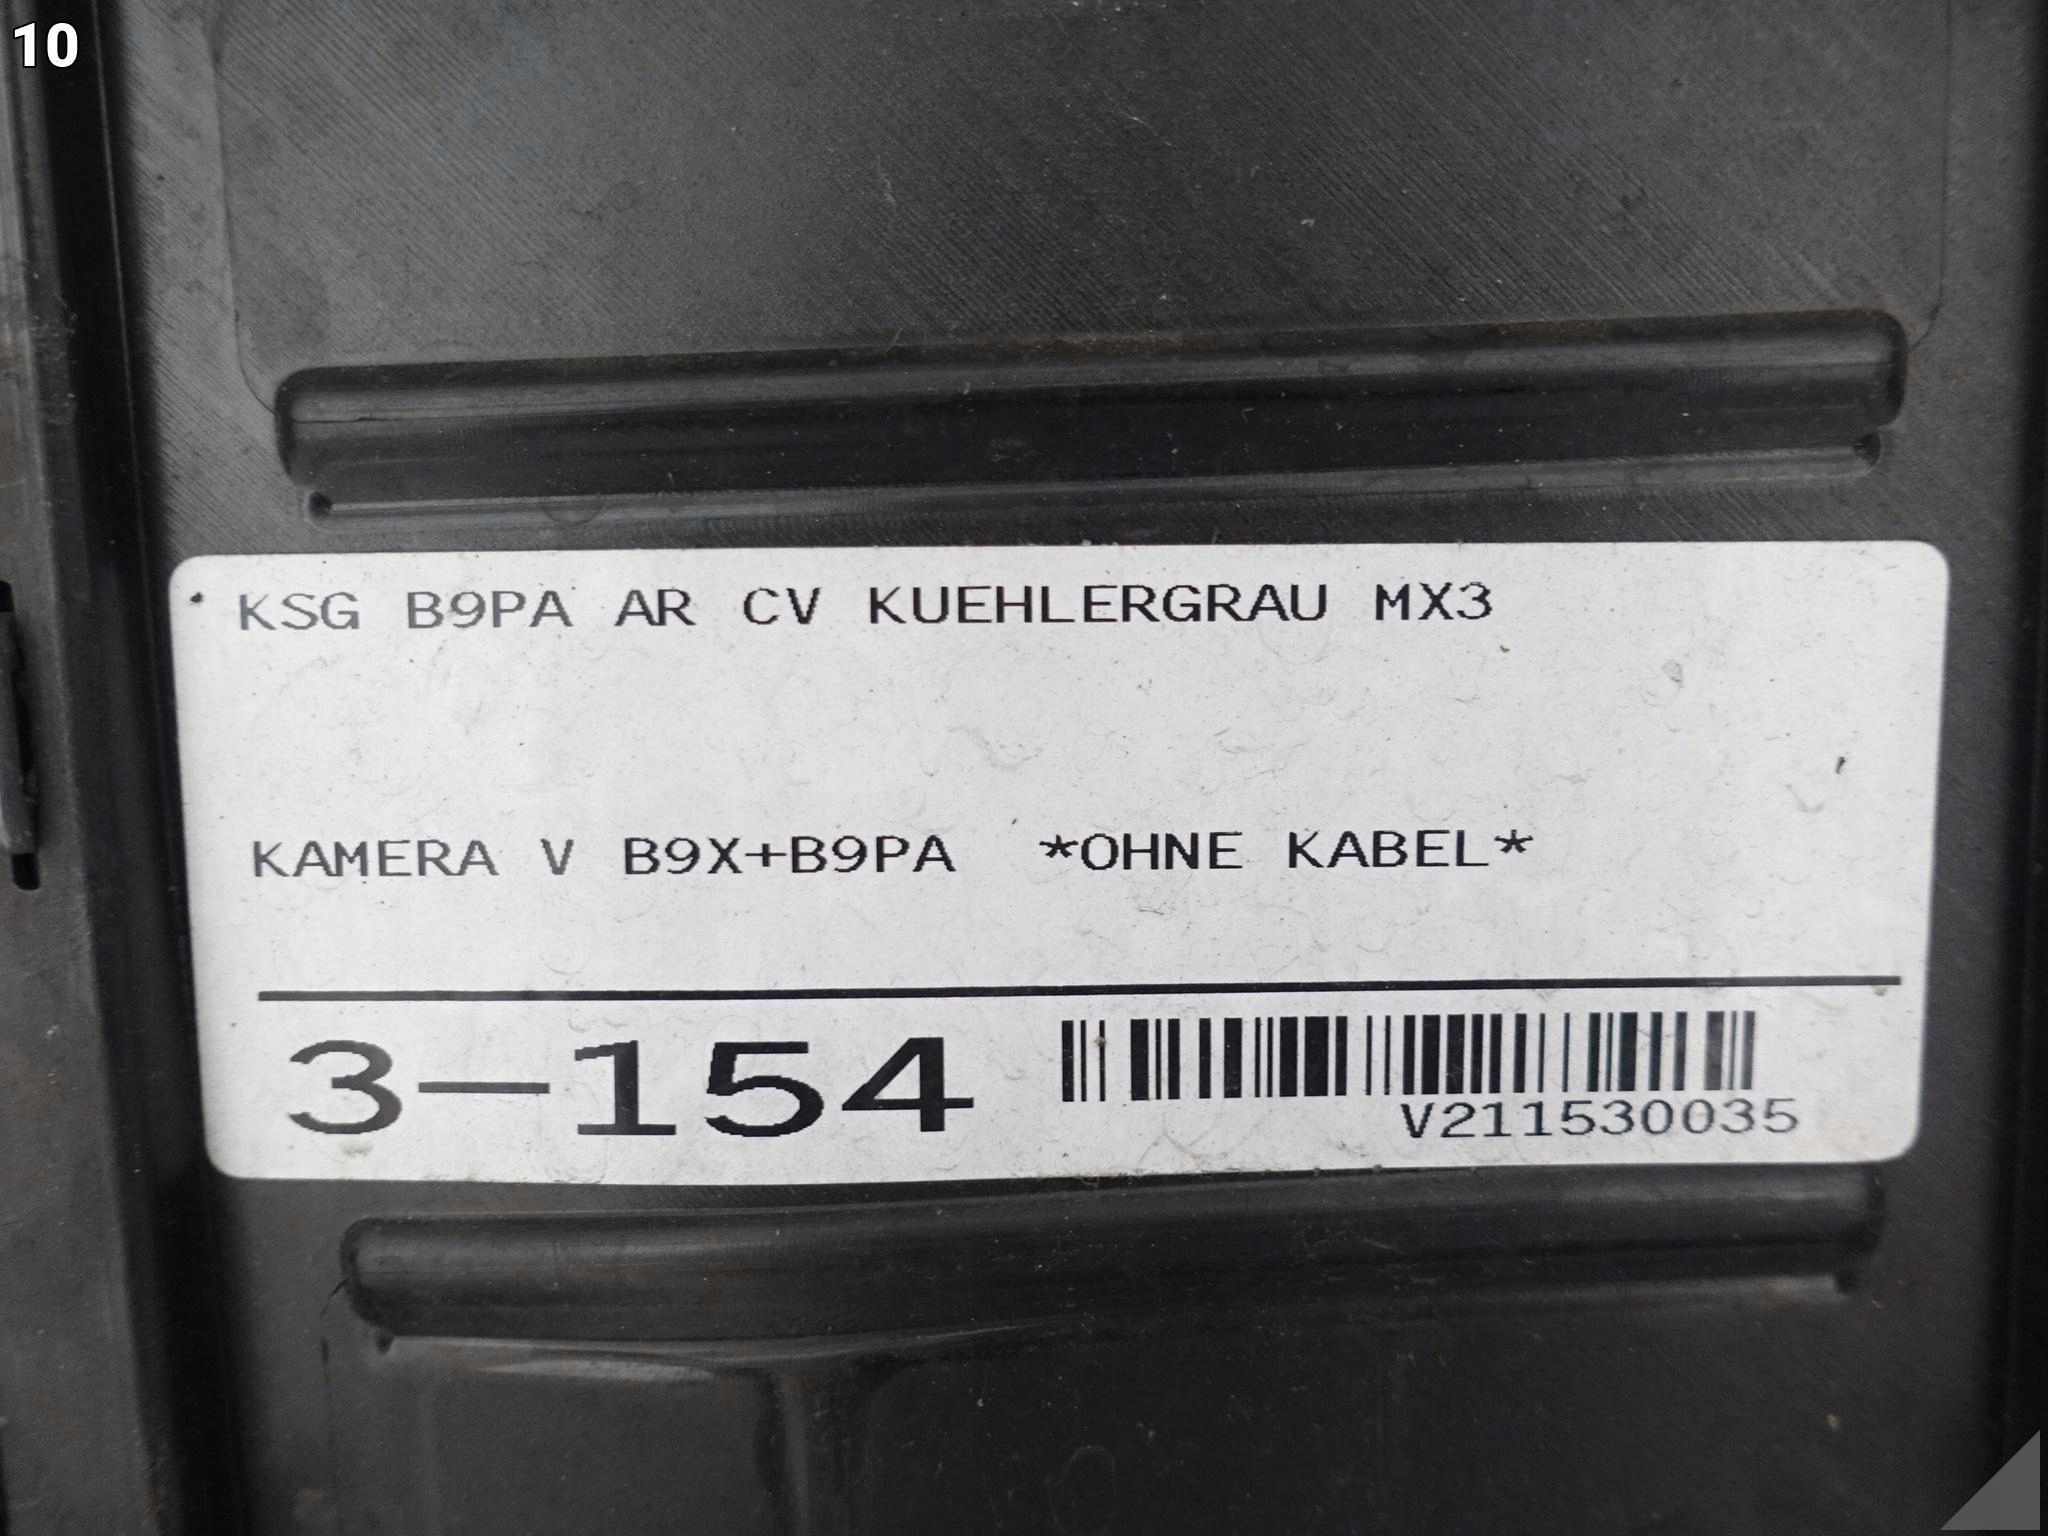 10
KSG B9PA AR CV KUEHLERGRAU MX3
KAMERA V B9X+B9PA *OHNE KABEL*
3-154
V211530035